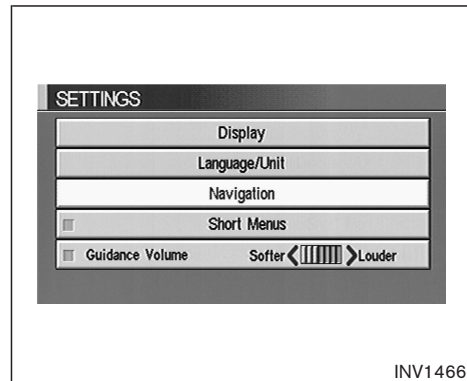 SETTINGS
Display
Language/Unit
Navigation
Short Menus
Guidance Volume Softer Louder
INV1466